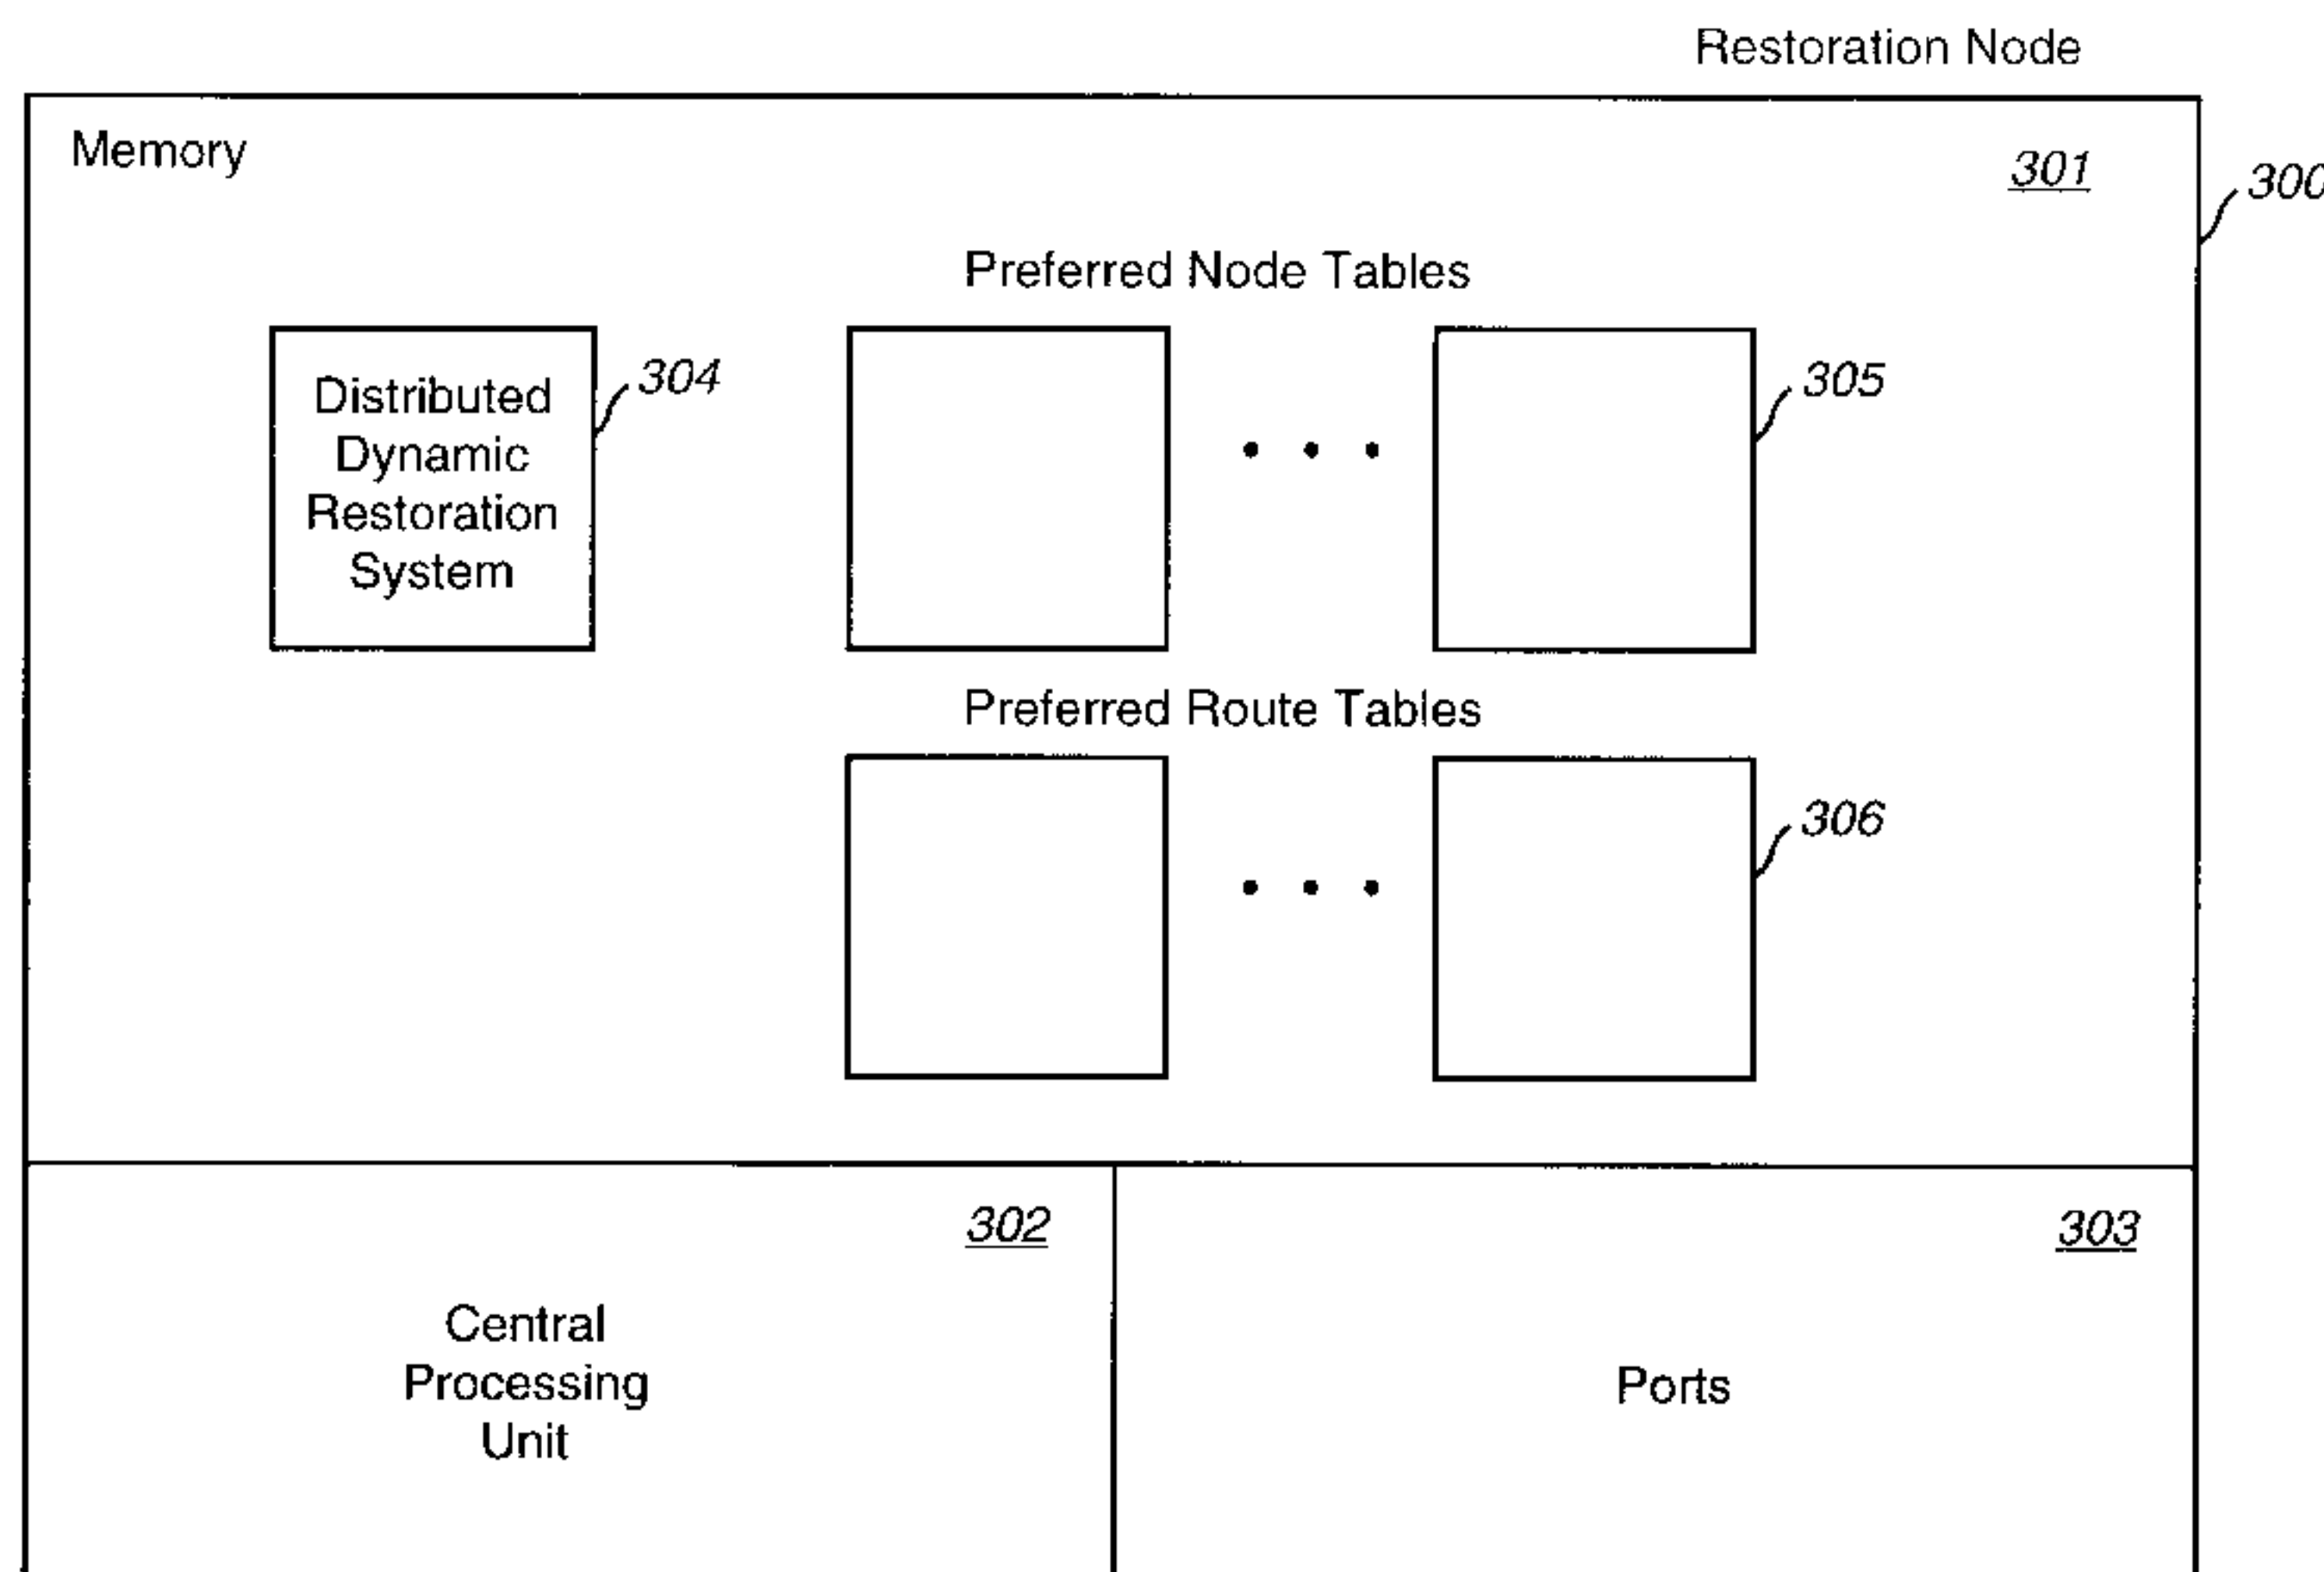 Restoration Node
Memory
301
300
Preferred Node Tables
Distributed
Dynamic
Restoration
System
304
305
Preferred Route Tables
306
302
303
Central
Processing
Unit
Ports